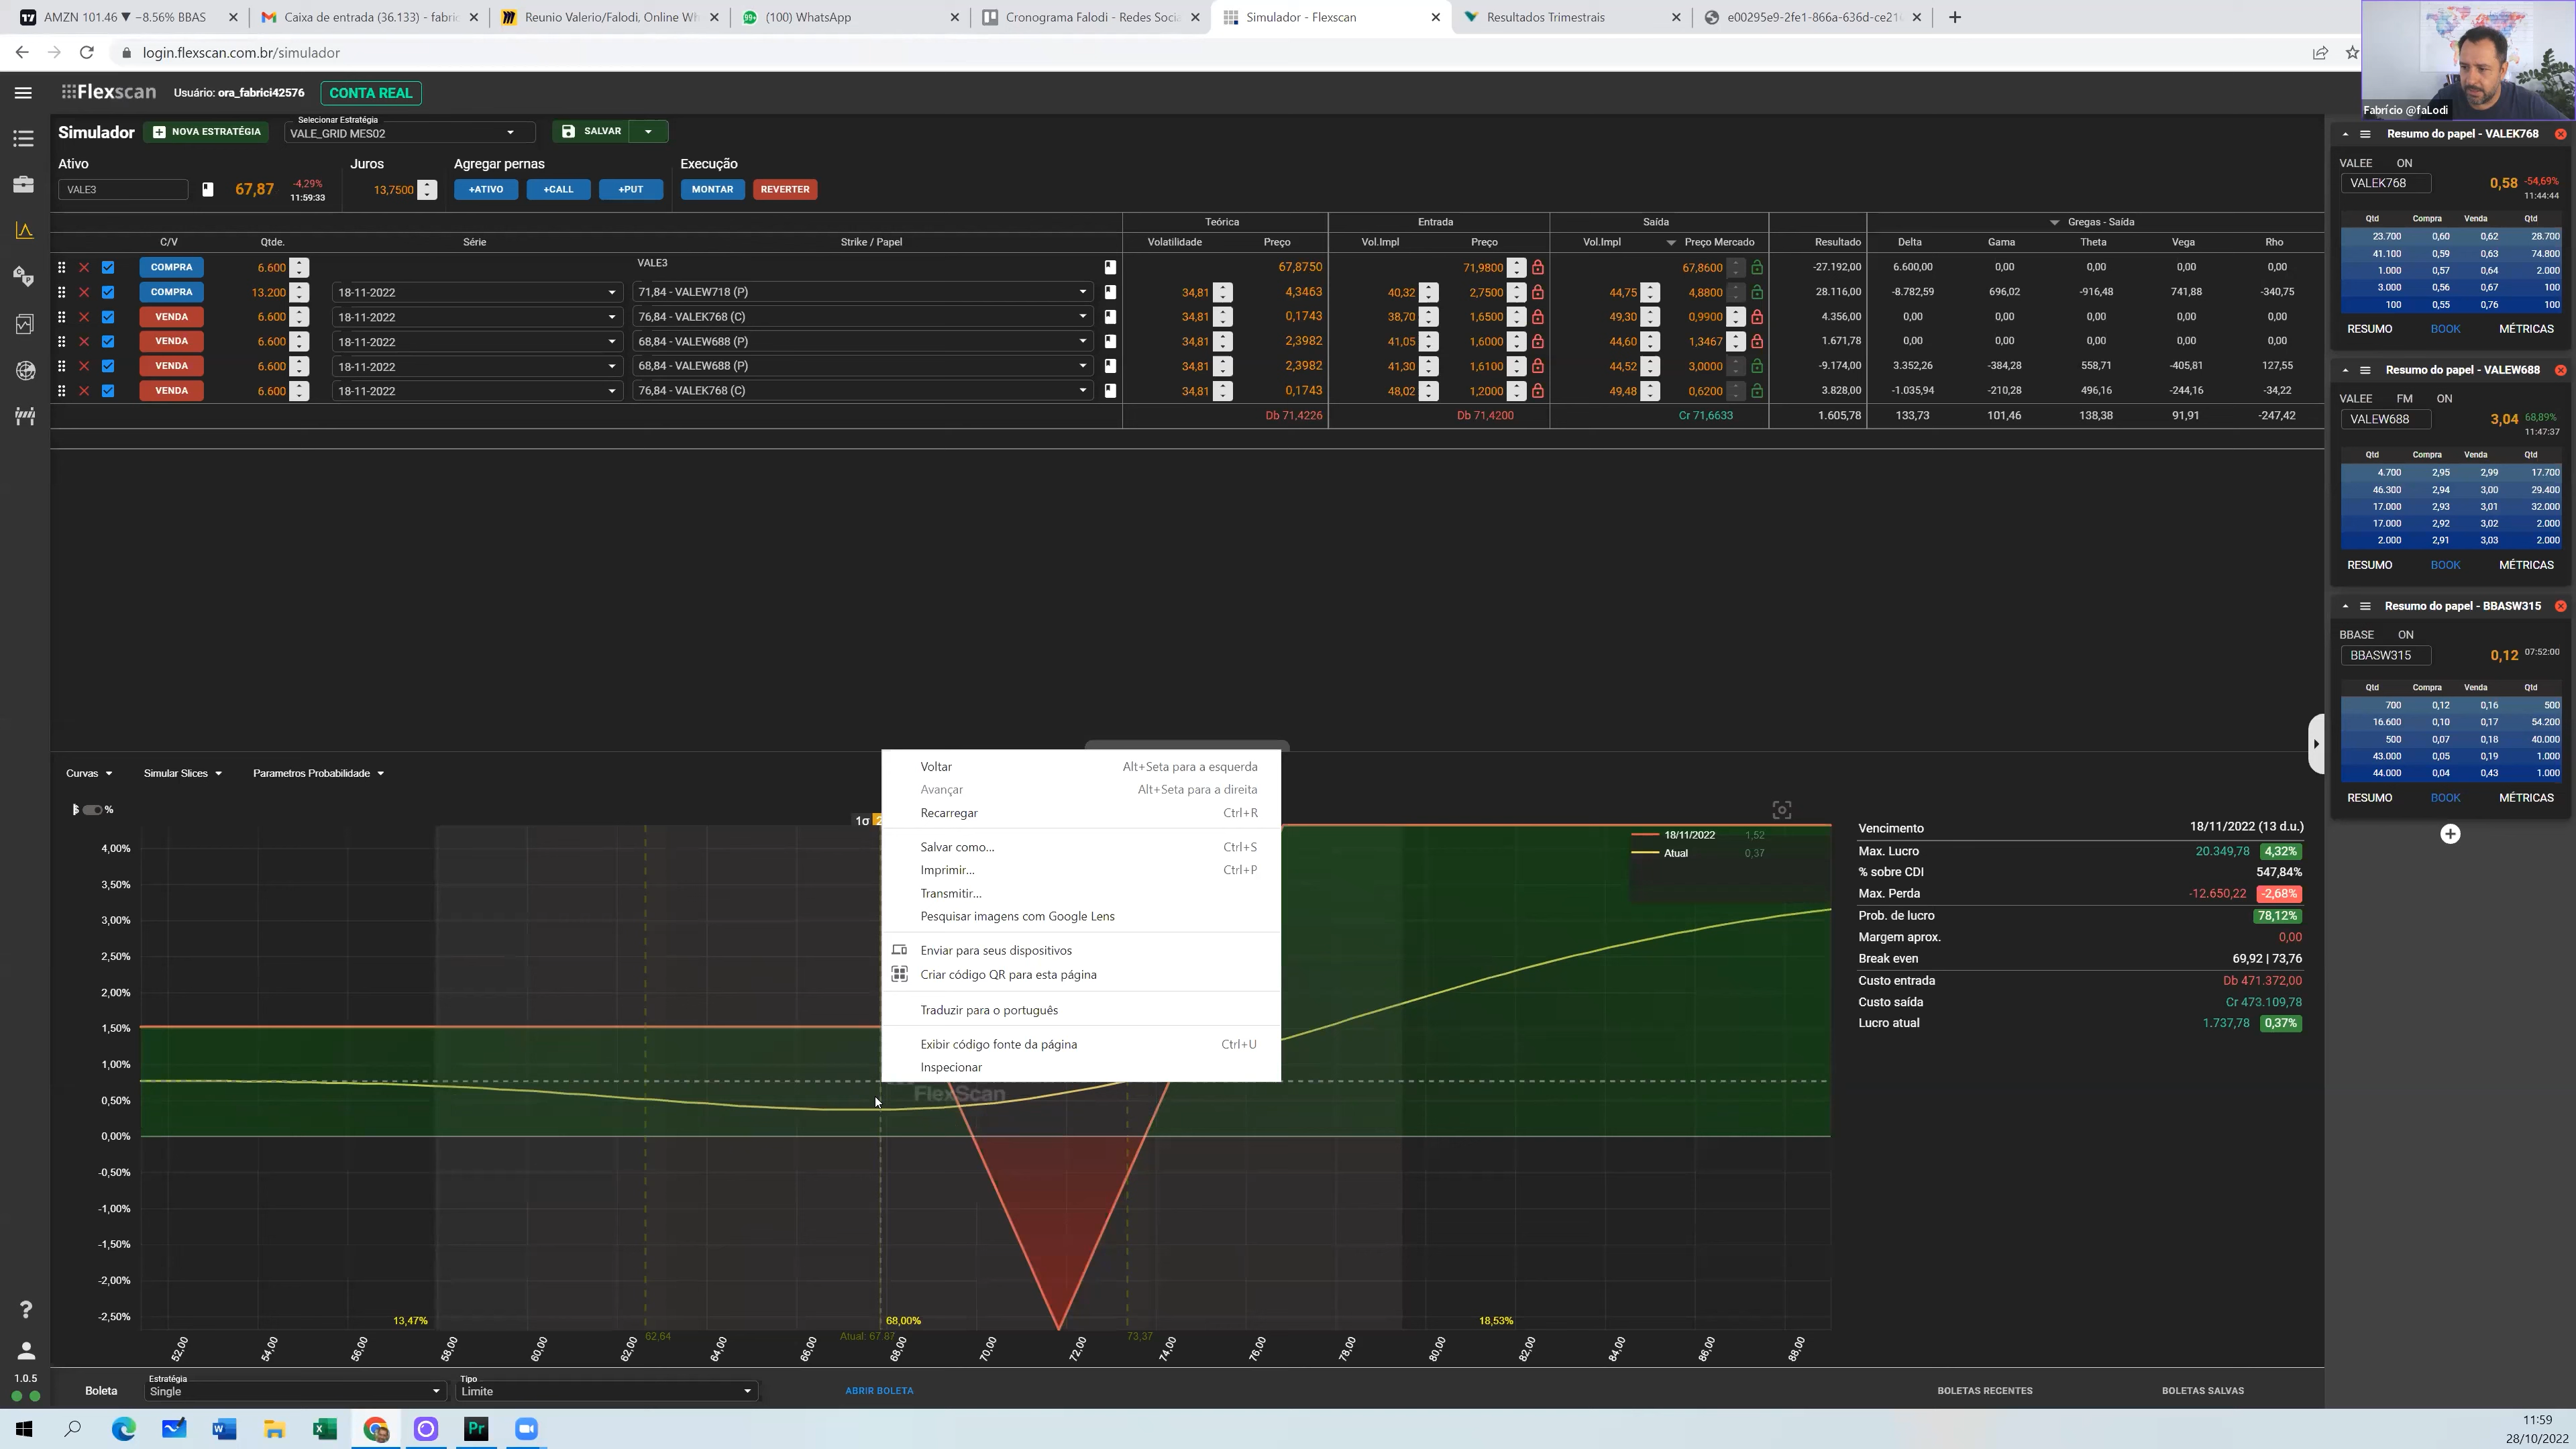 AMZN 101.46 ▼ −8.56% BBAS
Caixa de entrada (36.133) - fabric
Reunio Valerio/Falodi, Online Wh
(100) WhatsApp
Cronograma Falodi - Redes Socia
Simulador - Flexscan
Resultados Trimestrais
e00295e9-2fe1-866a-636d-ce21
login.flexscan.com.br/simulador
Fabrício @faLodi
Flexscan
Usuário: ora_fabrici42576
CONTA REAL
Simulador
NOVA ESTRATÉGIA
Selecionar Estratégia
VALE_GRID MES02
SALVAR
Ativo
Juros
Agregar pernas
Execução
VALE3
67,87
-4,29%
11:59:33
13,7500
+ATIVO
+CALL
+PUT
MONTAR
REVERTER
Teórica
Entrada
Saída
Gregas - Saída
C/V Qtde. Série Strike / Papel Volatilidade Preço Vol.Impl Preço Vol.Impl Preço Mercado Resultado Delta Gama Theta Vega Rho
COMPRA 6.600 VALE3 67,8750 71,9800 67,8600 -27.192,00 6.600,00 0,00 0,00 0,00 0,00
COMPRA 13.200 18-11-2022 71,84 - VALEW718 (P) 34,81 4,3463 40,32 2,7500 44,75 4,8800 28.116,00 -8.782,59 696,02 -916,48 741,88 -340,75
VENDA 6.600 18-11-2022 76,84 - VALEK768 (C) 34,81 0,1743 38,70 1,6500 49,30 0,9900 4.356,00 0,00 0,00 0,00 0,00 0,00
VENDA 6.600 18-11-2022 68,84 - VALEW688 (P) 34,81 2,3982 41,05 1,6000 44,60 1,3467 1.671,78 0,00 0,00 0,00 0,00 0,00
VENDA 6.600 18-11-2022 68,84 - VALEW688 (P) 34,81 2,3982 41,30 1,6100 44,52 3,0000 -9.174,00 3.352,26 -384,28 558,71 -405,81 127,55
VENDA 6.600 18-11-2022 76,84 - VALEK768 (C) 34,81 0,1743 48,02 1,2000 49,48 0,6200 3.828,00 -1.035,94 -210,28 496,16 -244,16 -34,22
Db 71,4226 Db 71,4200 Cr 71,6633 1.605,78 133,73 101,46 138,38 91,91 -247,42
Resumo do papel - VALEK768
VALEE ON
VALEK768 0,58 -54,69%
11:44:44
Qtd Compra Venda Qtd
23.700 0,60 0,62 28.700
41.100 0,59 0,63 74.800
1.000 0,57 0,64 2.000
3.000 0,56 0,67 100
100 0,55 0,76 100
RESUMO BOOK MÉTRICAS
Resumo do papel - VALEW688
VALEE FM ON
VALEW688 3,04 68,89%
11:47:37
Qtd Compra Venda Qtd
4.700 2,95 2,99 17.700
46.300 2,94 3,00 29.400
17.000 2,93 3,01 32.000
17.000 2,92 3,02 2.000
2.000 2,91 3,03 2.000
RESUMO BOOK MÉTRICAS
Resumo do papel - BBASW315
BBASE ON
BBASW315 0,12 07:52:00
Qtd Compra Venda Qtd
700 0,12 0,16 500
16.600 0,10 0,17 54.200
500 0,07 0,18 40.000
43.000 0,05 0,19 1.000
44.000 0,04 0,43 1.000
RESUMO BOOK MÉTRICAS
Curvas
Simular Slices
Parametros Probabilidade
%
1σ 2
Voltar Alt+Seta para a esquerda
Avançar Alt+Seta para a direita
Recarregar Ctrl+R
Salvar como... Ctrl+S
Imprimir... Ctrl+P
Transmitir...
Pesquisar imagens com Google Lens
Enviar para seus dispositivos
Criar código QR para esta página
Traduzir para o português
Exibir código fonte da página Ctrl+U
Inspecionar
18/11/2022 1,52
Atual 0,37
4,00%
3,50%
3,00%
2,50%
2,00%
1,50%
1,00%
0,50%
0,00%
-0,50%
-1,00%
-1,50%
-2,00%
-2,50%
FlexScan
13,47%
68,00%
18,53%
62,64
Atual: 67.87
73,37
52,00 54,00 56,00 58,00 60,00 62,00 64,00 66,00 68,00 70,00 72,00 74,00 76,00 78,00 80,00 82,00 84,00 86,00 88,00
Vencimento 18/11/2022 (13 d.u.)
Max. Lucro 20.349,78 4,32%
% sobre CDI 547,84%
Max. Perda -12.650,22 -2,68%
Prob. de lucro 78,12%
Margem aprox. 0,00
Break even 69,92 | 73,76
Custo entrada Db 471.372,00
Custo saída Cr 473.109,78
Lucro atual 1.737,78 0,37%
1.0.5
Boleta
Estratégia
Single
Tipo
Limite
ABRIR BOLETA
BOLETAS RECENTES
BOLETAS SALVAS
11:59
28/10/2022